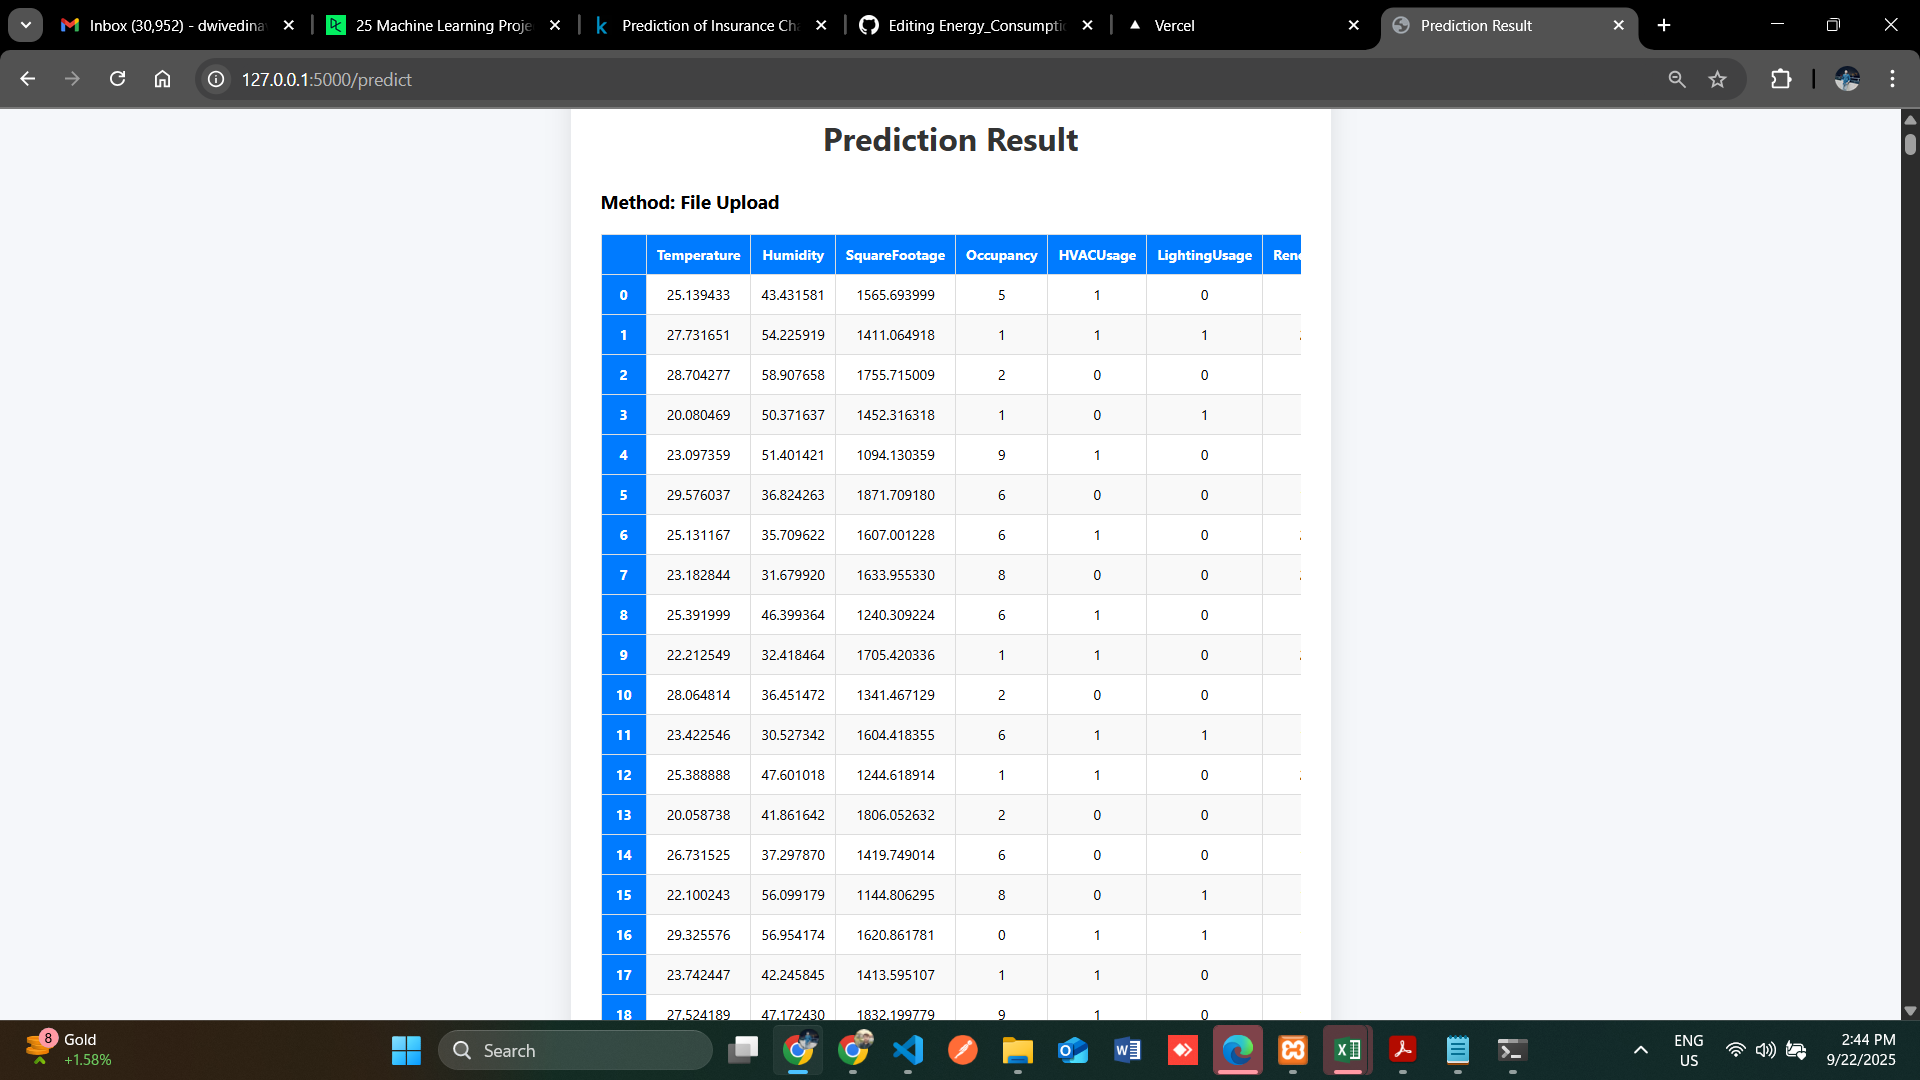 Inbox (30,952) - dwivedina
25 Machine Learning Proje
Prediction of Insurance Cha
Editing Energy_Consumptio
Vercel
Prediction Result
127.0.0.1:5000/predict
Prediction Result
Method: File Upload
Temperature Humidity SquareFootage Occupancy HVACUsage LightingUsage Rene
0 25.139433 43.431581 1565.693999 5 1 0
1 27.731651 54.225919 1411.064918 1 1 1
2 28.704277 58.907658 1755.715009 2 0 0
3 20.080469 50.371637 1452.316318 1 0 1
4 23.097359 51.401421 1094.130359 9 1 0
5 29.576037 36.824263 1871.709180 6 0 0
6 25.131167 35.709622 1607.001228 6 1 0
7 23.182844 31.679920 1633.955330 8 0 0
8 25.391999 46.399364 1240.309224 6 1 0
9 22.212549 32.418464 1705.420336 1 1 0
10 28.064814 36.451472 1341.467129 2 0 0
11 23.422546 30.527342 1604.418355 6 1 1
12 25.388888 47.601018 1244.618914 1 1 0
13 20.058738 41.861642 1806.052632 2 0 0
14 26.731525 37.297870 1419.749014 6 0 0
15 22.100243 56.099179 1144.806295 8 0 1
16 29.325576 56.954174 1620.861781 0 1 1
17 23.742447 42.245845 1413.595107 1 1 0
18 27.524189 47.172430 1832.199779 9 1 0
8
Gold
+1.58%
Search
ENG
US
2:44 PM
9/22/2025